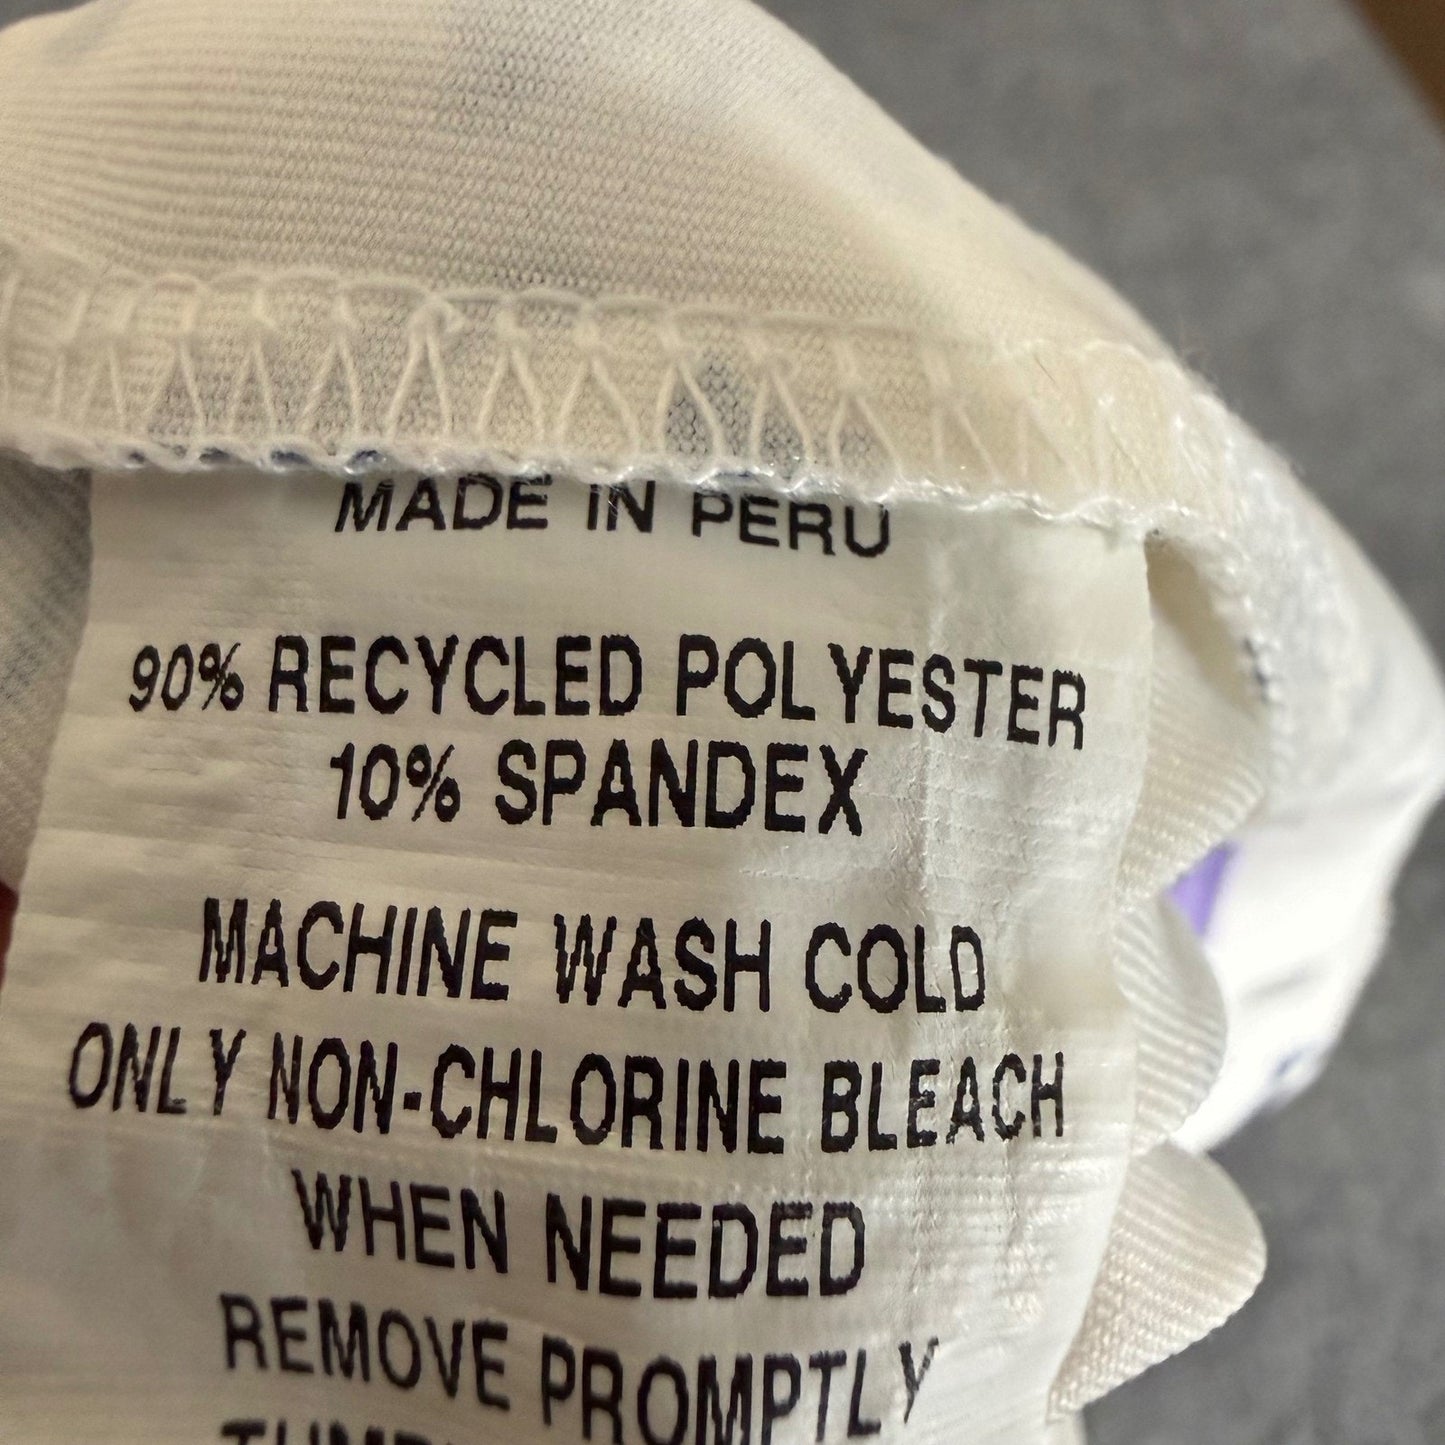 MADE IN PERU
90% RECYCLED POLYESTER
10% SPANDEX
MACHINE WASH COLD
ONLY NON-CHLORINE BLEACH
WHEN NEEDED
REMOVE PROMPTLY